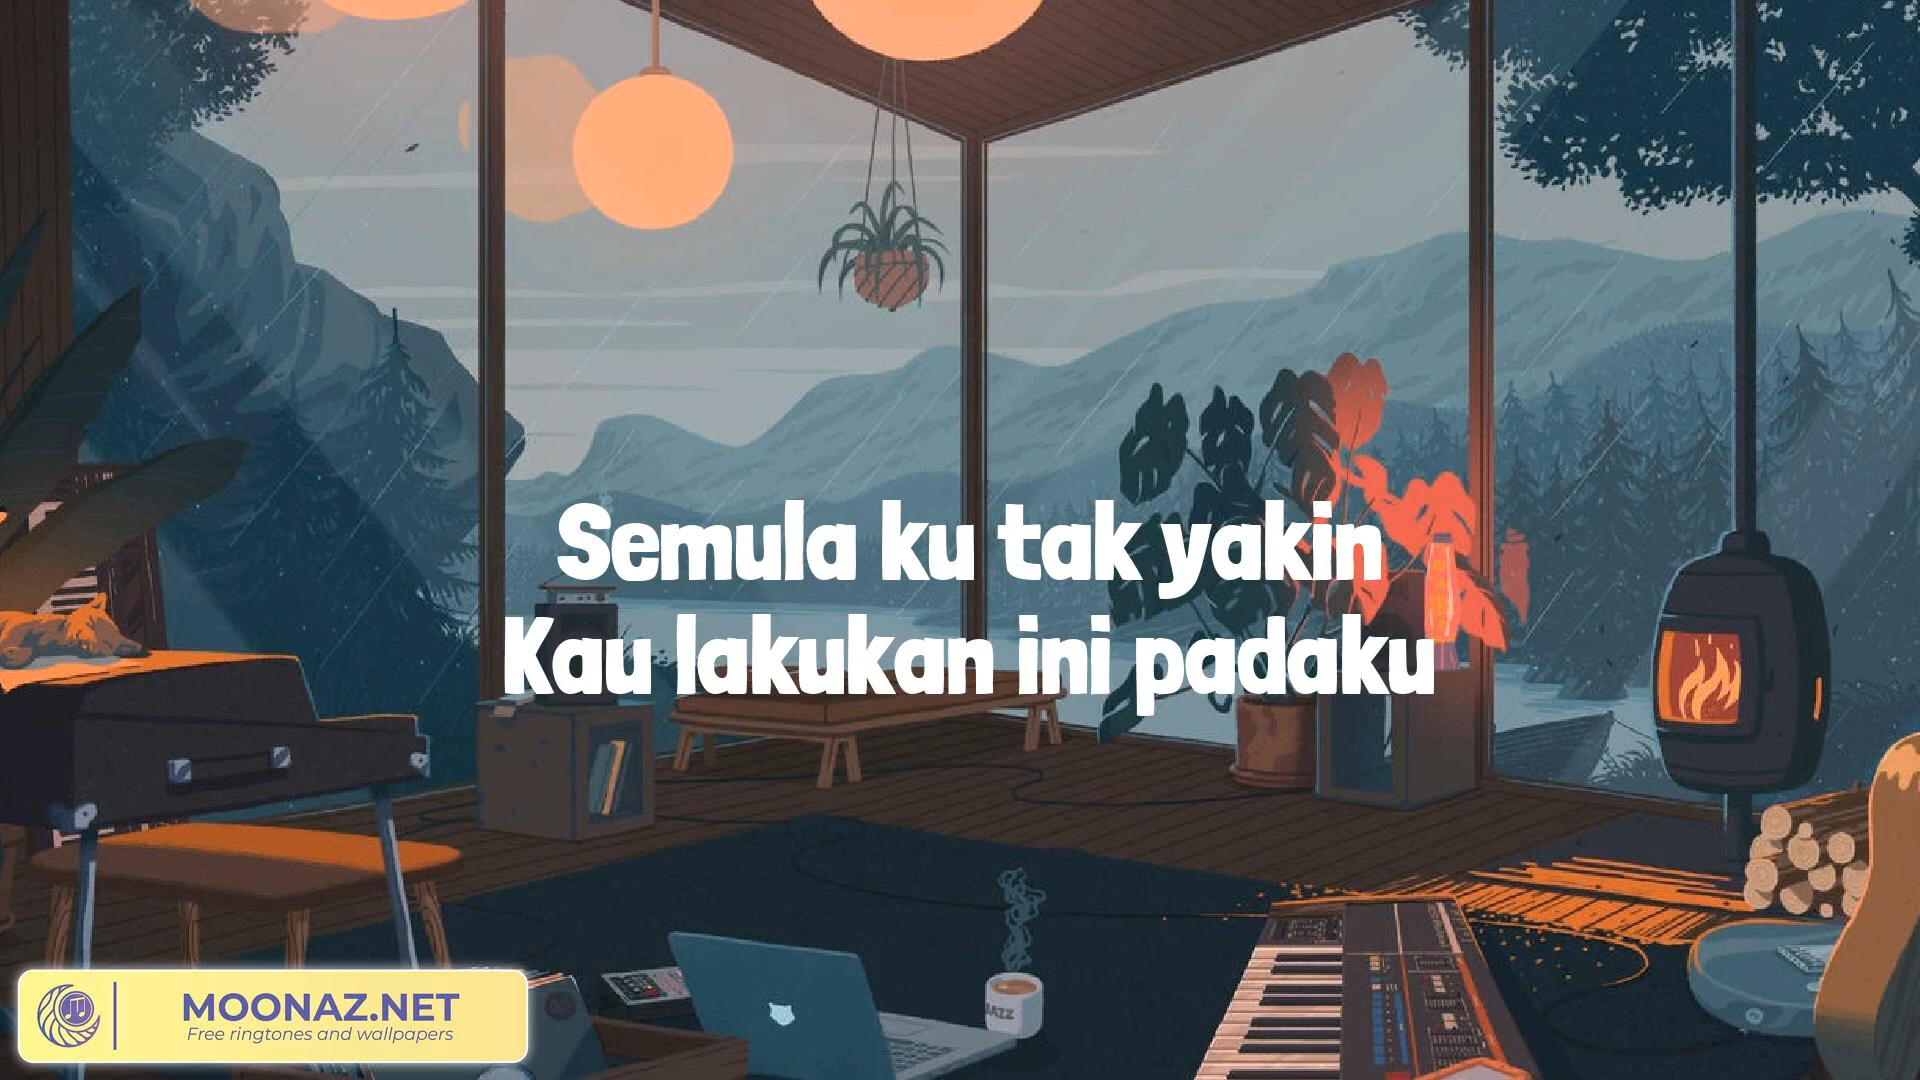 Semula ku tak yakin
Kau lakukan ini padaku
MOONAZ.NET
Free ringtones and wallpapers